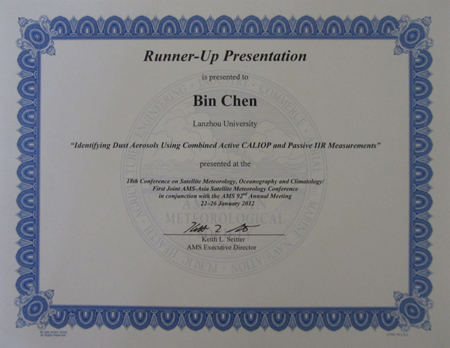 Runner-Up Presentation
is presented to
Bin Chen
Lanzhou University
"Identifying Dust Aerosols Using Combined Active CALIOP and Passive IIR Measurements"
presented at the
18th Conference on Satellite Meteorology, Oceanography and Climatology/
First Joint AMS-Asia Satellite Meteorology Conference
in conjunction with the AMS 92nd Annual Meeting
22-26 January 2012
METEOROLOGICAL
Keith L. Seitter
AMS Executive Director